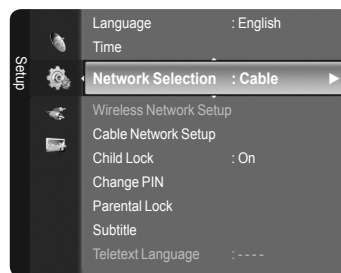 Setup
Language : English
Time
Network Selection : Cable
Wireless Network Setup
Cable Network Setup
Child Lock : On
Change PIN
Parental Lock
Subtitle
Teletext Language : - - - -